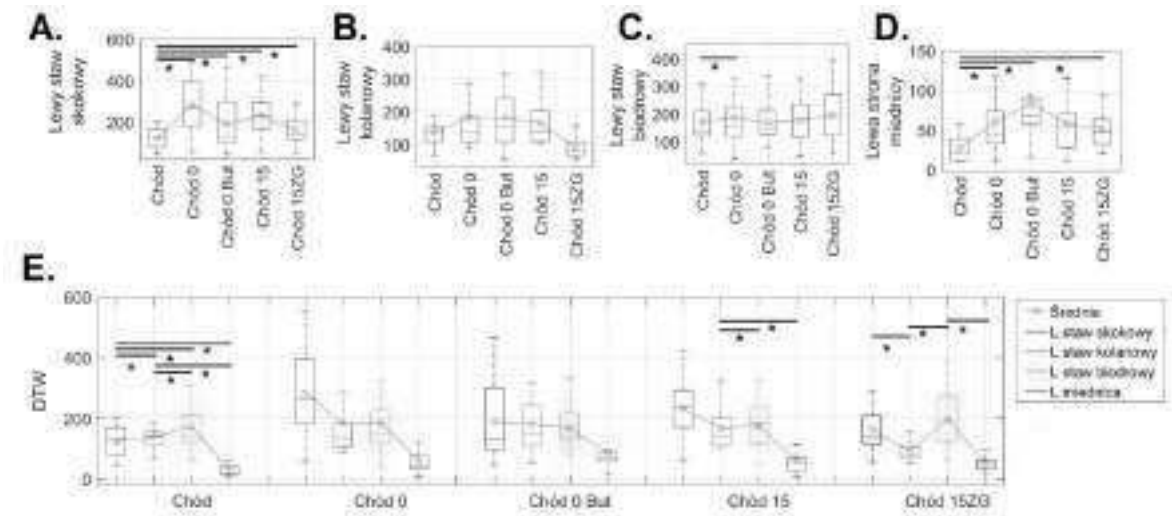 A.
Lewy staw
skokowy
600
400
200
*
*
*
*
Chód
Chód 0
Chód 0 But
Chód 15
Chód 15ZG
B.
Lewy staw
kolanowy
400
300
200
100
Chód
Chód 0
Chód 0 But
Chód 15
Chód 15ZG
C.
Lewy staw
biodrowy
400
300
200
100
*
Chód
Chód 0
Chód 0 But
Chód 15
Chód 15ZG
D.
Lewa strona
miednicy
150
100
50
0
*
*
*
Chód
Chód 0
Chód 0 But
Chód 15
Chód 15ZG
E.
DTW
600
400
200
0
*
*
*
*
*
*
*
*
*
*
Chód
Chód 0
Chód 0 But
Chód 15
Chód 15ZG
Średnia
L.staw skokowy
L.staw kolanowy
L.staw biodrowy
L.miednica